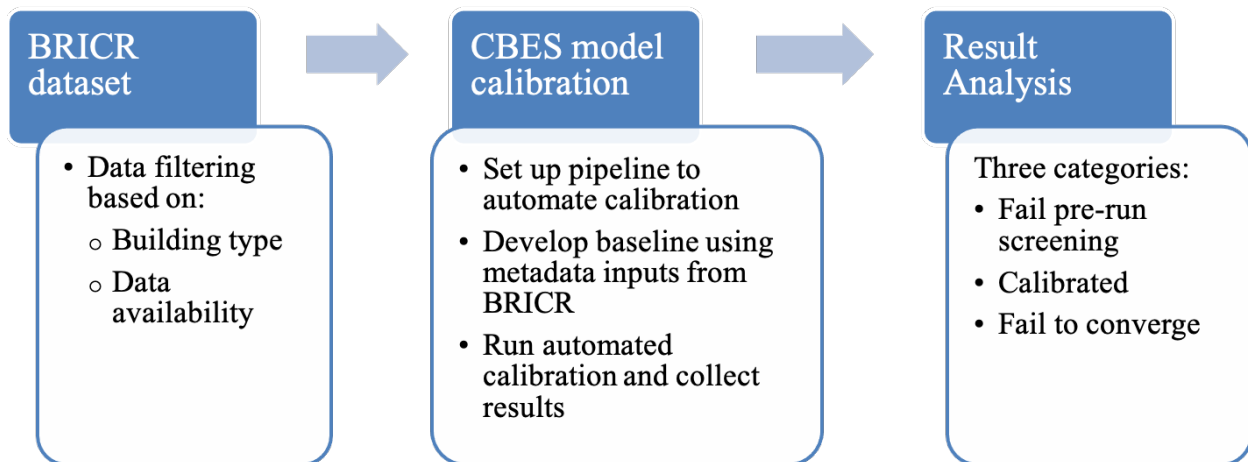 BRICR
dataset
• Data filtering
based on:
o Building type
o Data
availability
CBES model
calibration
• Set up pipeline to
automate calibration
• Develop baseline using
metadata inputs from
BRICR
• Run automated
calibration and collect
results
Result
Analysis
Three categories:
• Fail pre-run
screening
• Calibrated
• Fail to converge